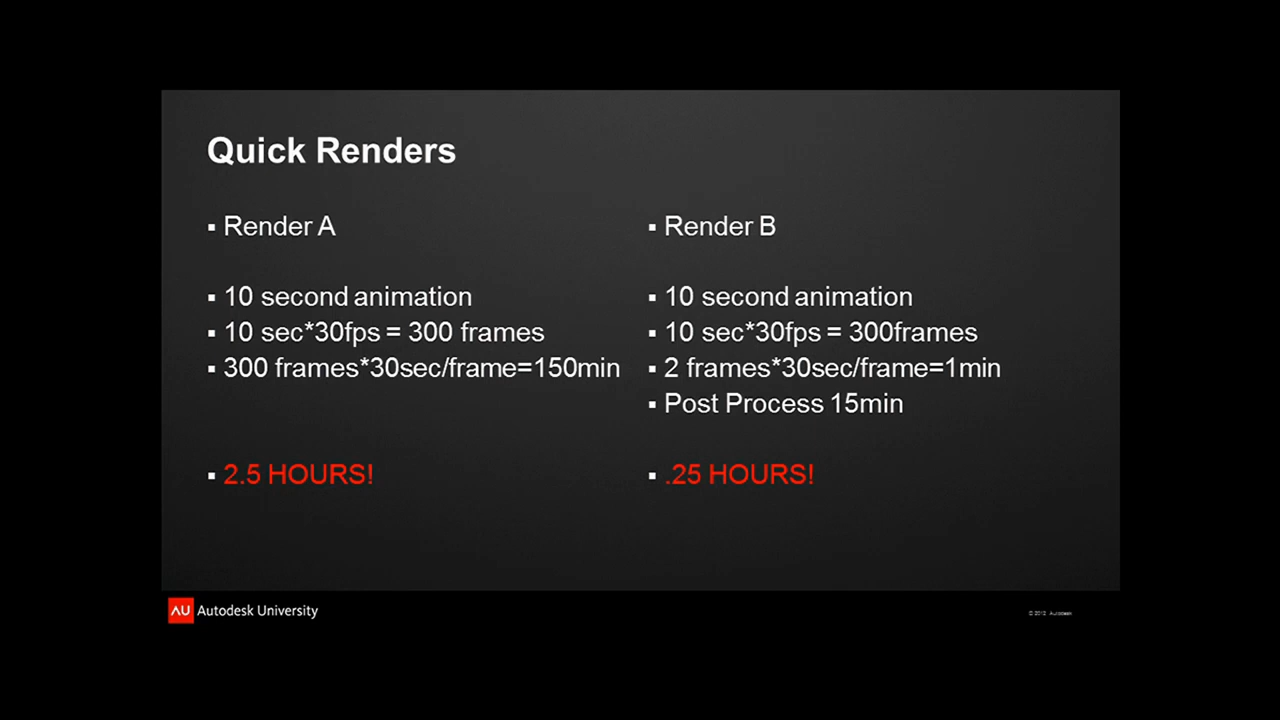 Quick Renders
Render A
10 second animation
10 sec*30fps = 300 frames
300 frames*30sec/frame=150min
2.5 HOURS!
Render B
10 second animation
10 sec*30fps = 300frames
2 frames*30sec/frame=1min
Post Process 15min
.25 HOURS!
AU Autodesk University
© 2012 Autodesk